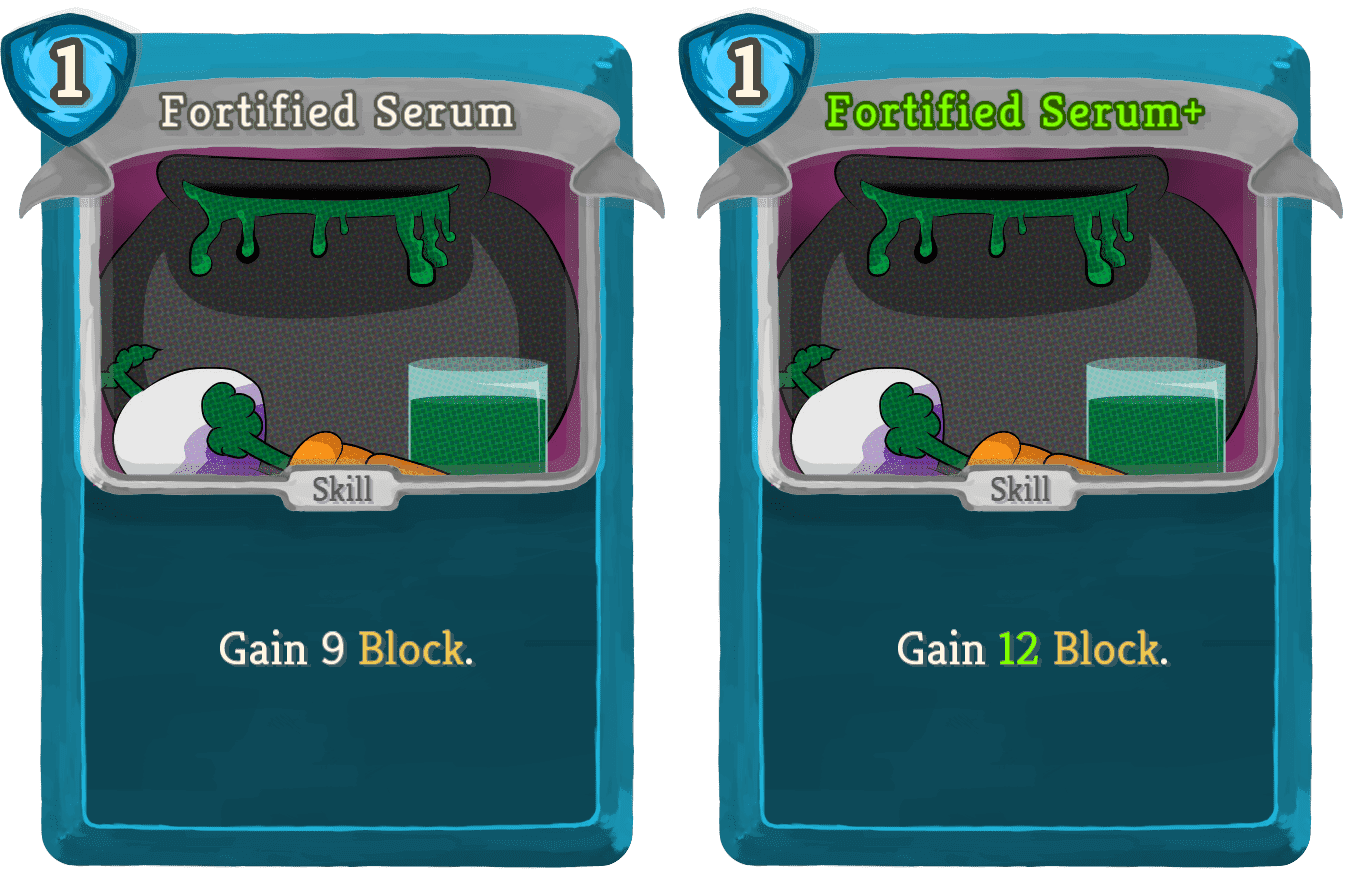 1
Fortified Serum
Skill
Gain 9 Block.
1
Fortified Serum+
Skill
Gain 12 Block.